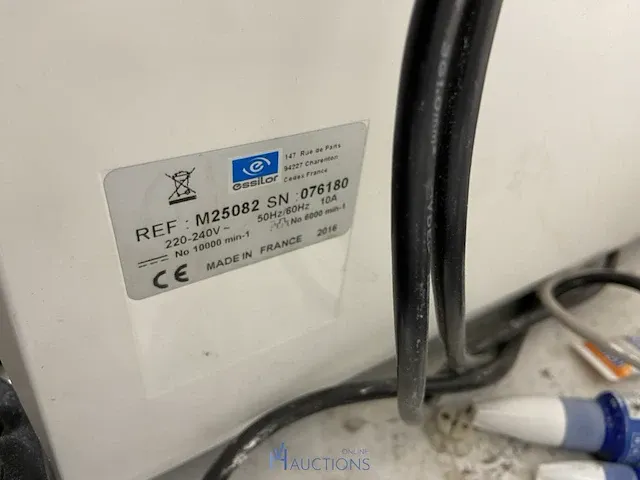 essilor
147, Rue de Paris
94227 Charenton
Cedex France
REF : M25082 SN : 076180
220-240V ~ 50Hz/60Hz 10A
No 10000 min-1 No 6000 min-1
CE MADE IN FRANCE 2016
ONLINE
AUCTIONS